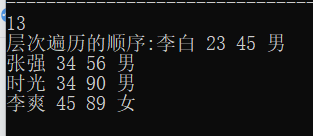 13
层次遍历的顺序:李白 23 45 男
张强 34 56 男
时光 34 90 男
李爽 45 89 女